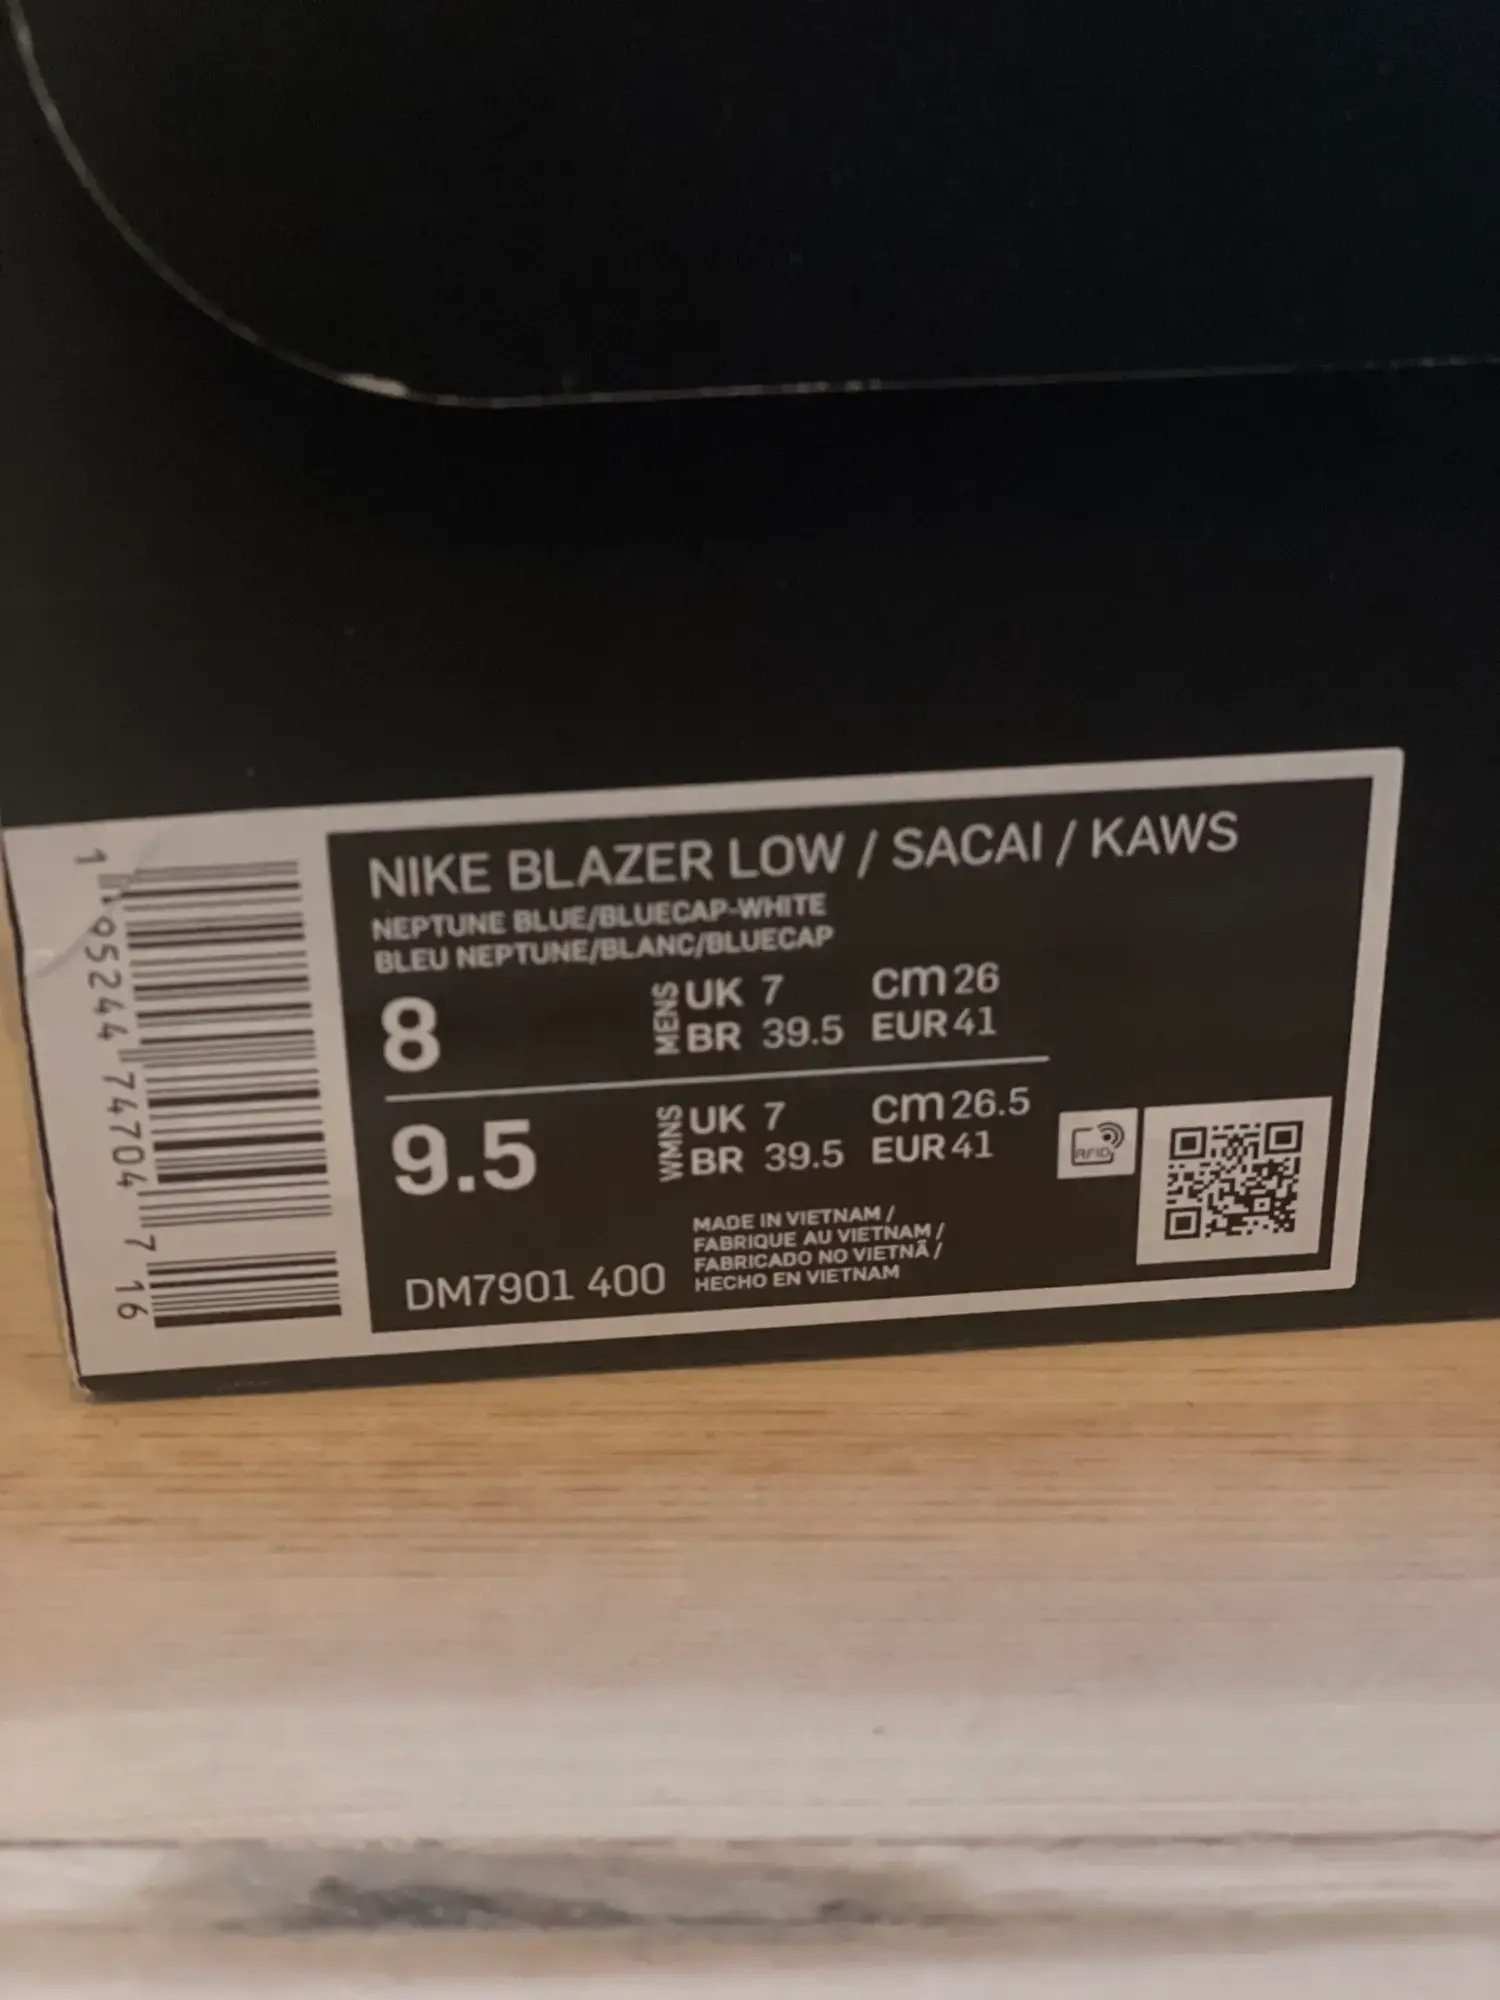 NIKE BLAZER LOW / SACAI / KAWS
NEPTUNE BLUE/BLUECAP-WHITE
BLEU NEPTUNE/BLANC/BLUECAP
8
MENS
UK 7 cm 26
BR 39.5 EUR 41
9.5
WMNS
UK 7 cm 26.5
BR 39.5 EUR 41
RFID
DM7901 400
MADE IN VIETNAM /
FABRIQUE AU VIETNAM /
FABRICADO NO VIETNÃ /
HECHO EN VIETNAM
1 95244 74704 7 16